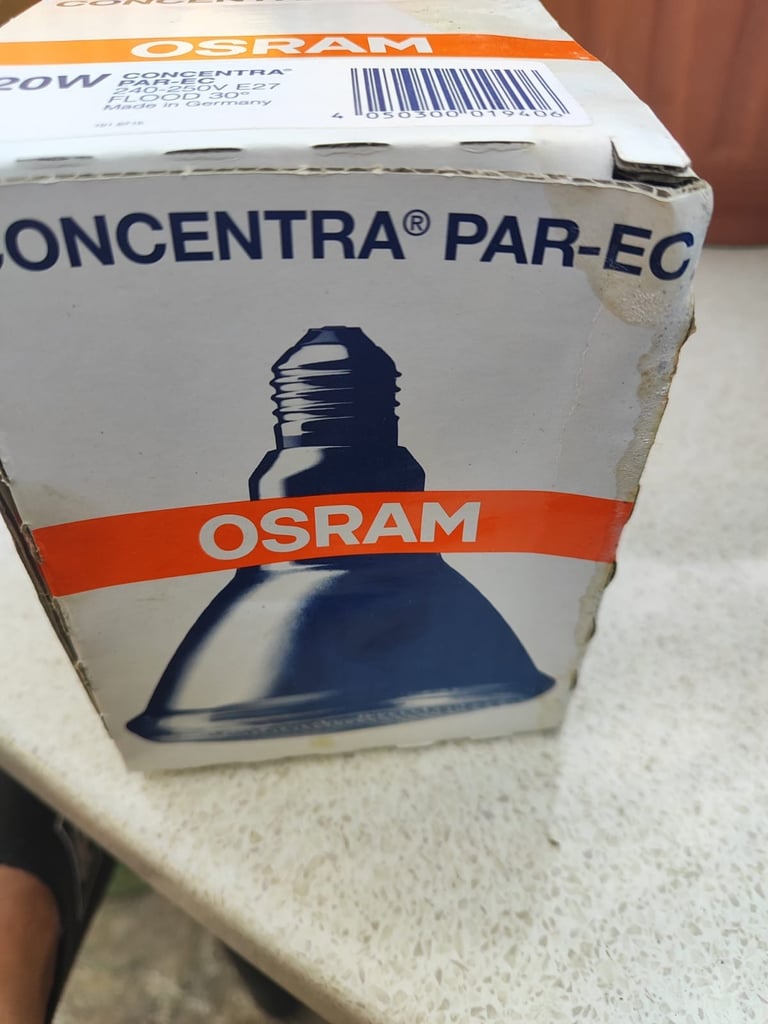 CONCENTRA
OSRAM
20W CONCENTRA®
PAR-EC
240-250V E27
FLOOD 30°
Made in Germany
4 050300 019406
CONCENTRA® PAR-EC
OSRAM